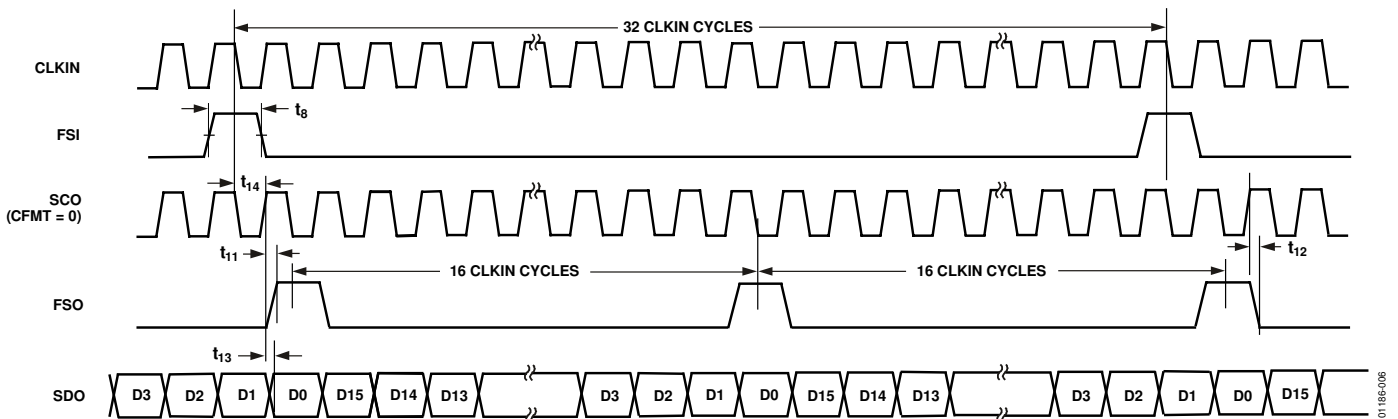 32 CLKIN CYCLES
CLKIN
t8
FSI
t14
SCO
(CFMT = 0)
t11
t12
16 CLKIN CYCLES
16 CLKIN CYCLES
FSO
t13
SDO
D3 D2 D1 D0 D15 D14 D13 D3 D2 D1 D0 D15 D14 D13 D3 D2 D1 D0 D15
01186-006